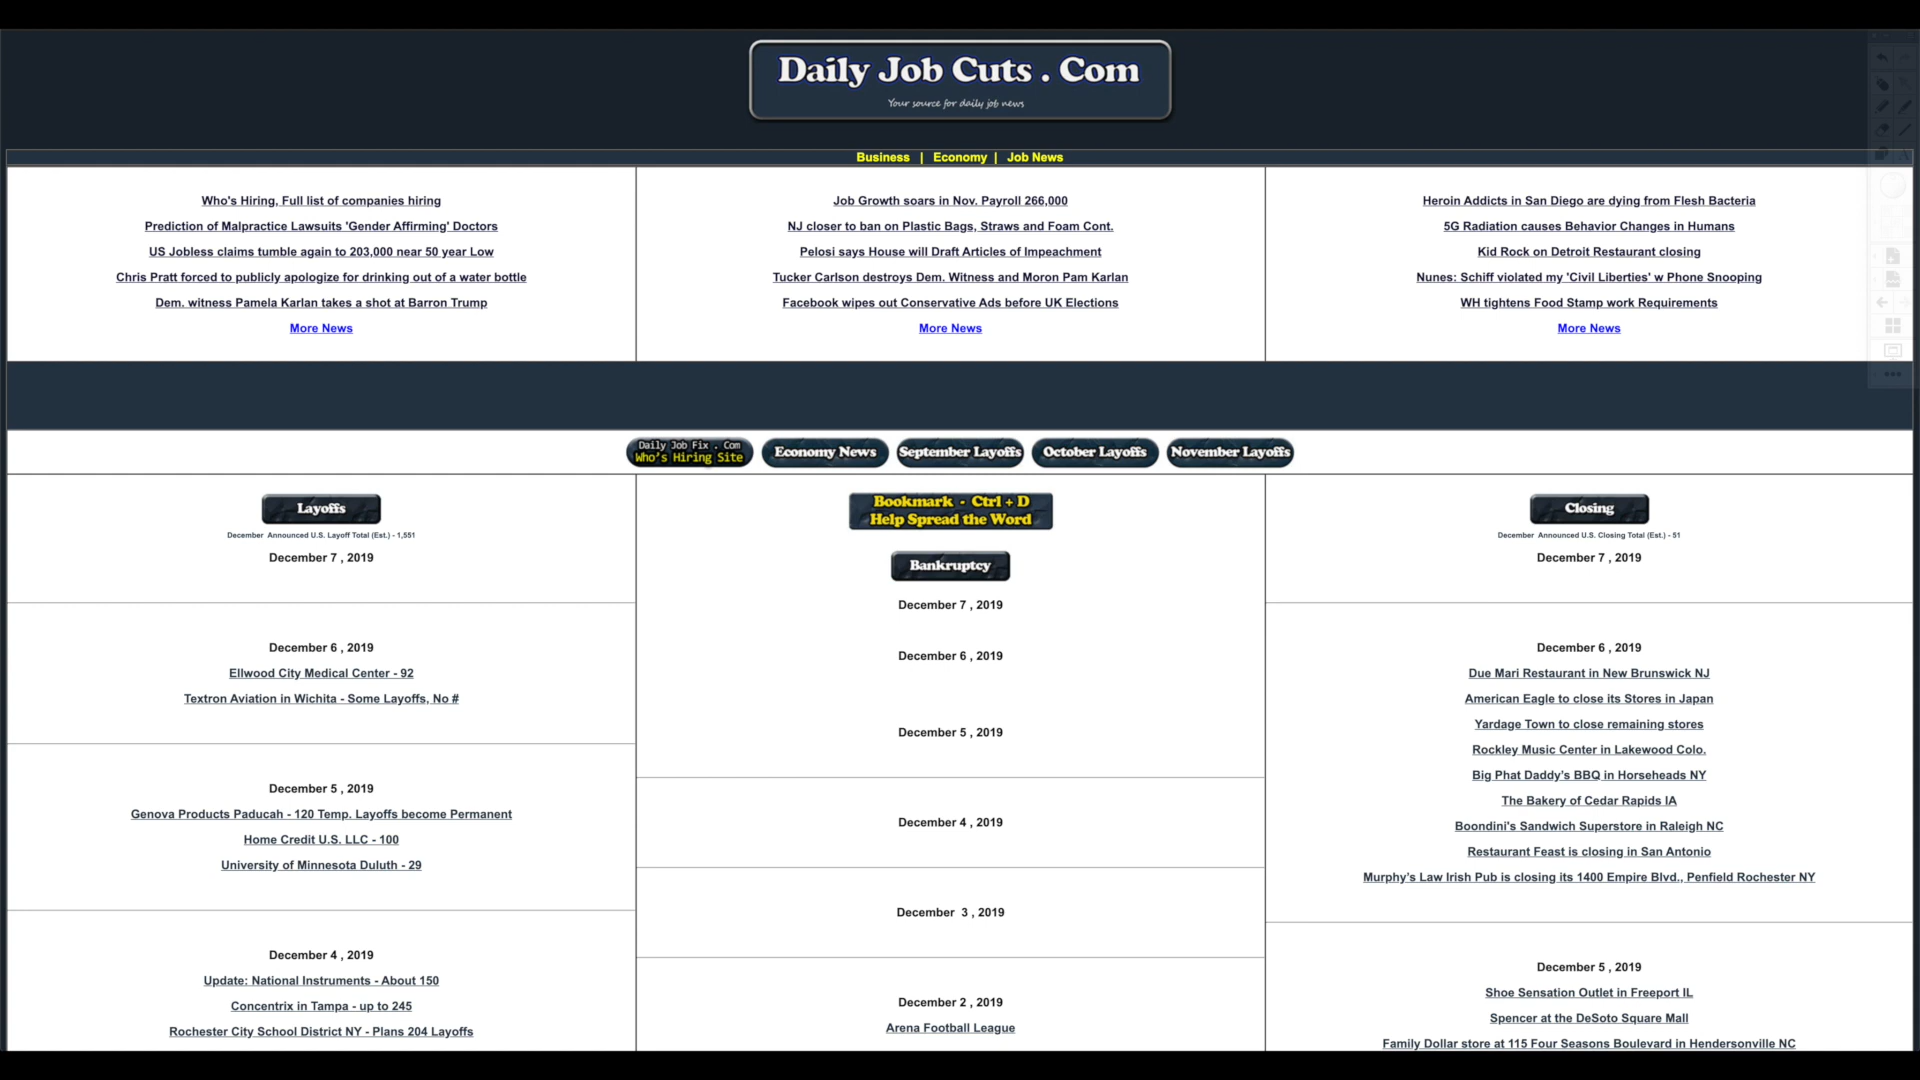 Daily Job Cuts . Com
Your source for daily job news
Business | Economy | Job News
Who's Hiring, Full list of companies hiring
Prediction of Malpractice Lawsuits 'Gender Affirming' Doctors
US Jobless claims tumble again to 203,000 near 50 year Low
Chris Pratt forced to publicly apologize for drinking out of a water bottle
Dem. witness Pamela Karlan takes a shot at Barron Trump
More News
Job Growth soars in Nov. Payroll 266,000
NJ closer to ban on Plastic Bags, Straws and Foam Cont.
Pelosi says House will Draft Articles of Impeachment
Tucker Carlson destroys Dem. Witness and Moron Pam Karlan
Facebook wipes out Conservative Ads before UK Elections
More News
Heroin Addicts in San Diego are dying from Flesh Bacteria
5G Radiation causes Behavior Changes in Humans
Kid Rock on Detroit Restaurant closing
Nunes: Schiff violated my 'Civil Liberties' w Phone Snooping
WH tightens Food Stamp work Requirements
More News
Daily Job Fix . Com
Who's Hiring Site
Economy News
September Layoffs
October Layoffs
November Layoffs
Layoffs
December Announced U.S. Layoff Total (Est.) - 1,551
December 7 , 2019
December 6 , 2019
Ellwood City Medical Center - 92
Textron Aviation in Wichita - Some Layoffs, No #
December 5 , 2019
Genova Products Paducah - 120 Temp. Layoffs become Permanent
Home Credit U.S. LLC - 100
University of Minnesota Duluth - 29
December 4 , 2019
Update: National Instruments - About 150
Concentrix in Tampa - up to 245
Rochester City School District NY - Plans 204 Layoffs
Bookmark - Ctrl + D
Help Spread the Word
Bankruptcy
December 7 , 2019
December 6 , 2019
December 5 , 2019
December 4 , 2019
December 3 , 2019
December 2 , 2019
Arena Football League
Closing
December Announced U.S. Closing Total (Est.) - 51
December 7 , 2019
December 6 , 2019
Due Mari Restaurant in New Brunswick NJ
American Eagle to close its Stores in Japan
Yardage Town to close remaining stores
Rockley Music Center in Lakewood Colo.
Big Phat Daddy's BBQ in Horseheads NY
The Bakery of Cedar Rapids IA
Boondini's Sandwich Superstore in Raleigh NC
Restaurant Feast is closing in San Antonio
Murphy's Law Irish Pub is closing its 1400 Empire Blvd., Penfield Rochester NY
December 5 , 2019
Shoe Sensation Outlet in Freeport IL
Spencer at the DeSoto Square Mall
Family Dollar store at 115 Four Seasons Boulevard in Hendersonville NC